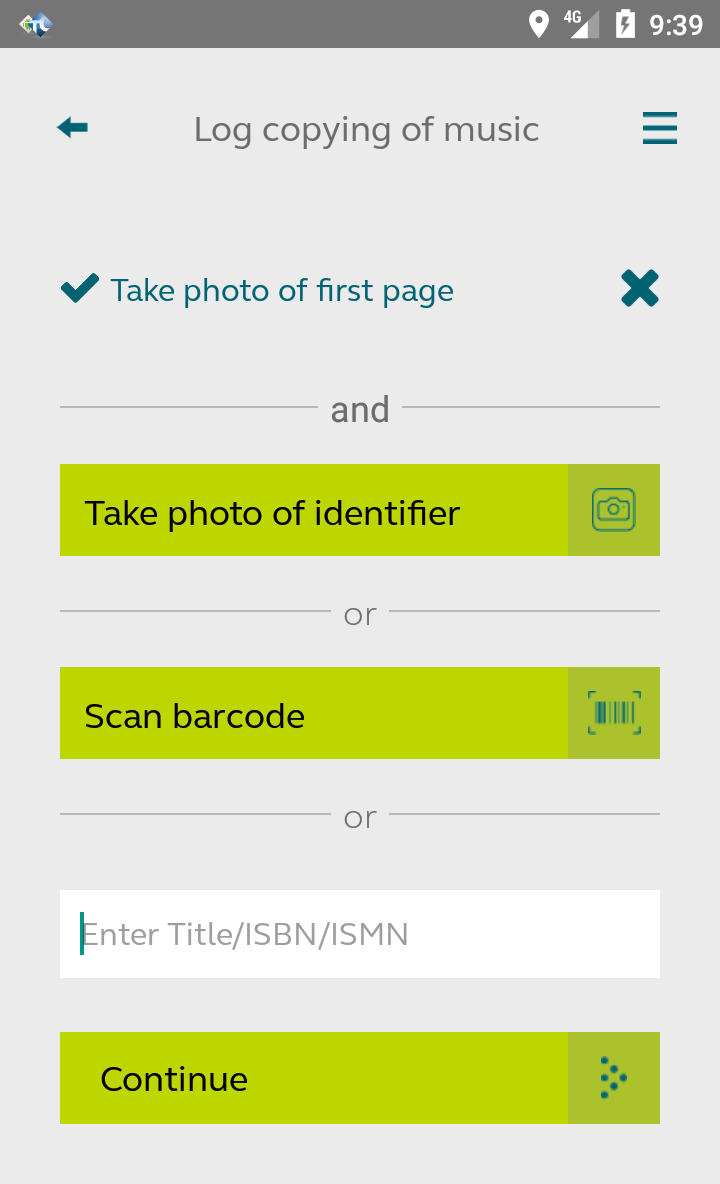 4G 9:39
Log copying of music
Take photo of first page
and
Take photo of identifier
or
Scan barcode
or
Enter Title/ISBN/ISMN
Continue